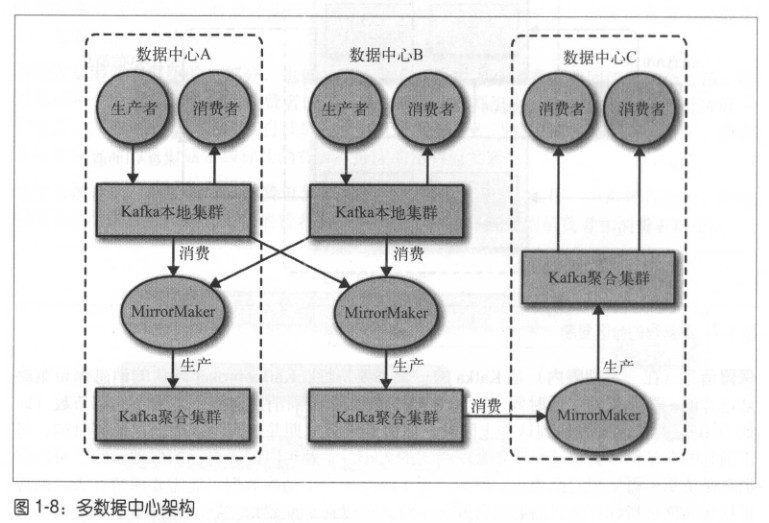 数据中心A
生产者
消费者
Kafka本地集群
消费
MirrorMaker
生产
Kafka聚合集群
数据中心B
生产者
消费者
Kafka本地集群
消费
MirrorMaker
生产
Kafka聚合集群
消费
数据中心C
消费者
消费者
Kafka聚合集群
生产
MirrorMaker
图 1-8：多数据中心架构